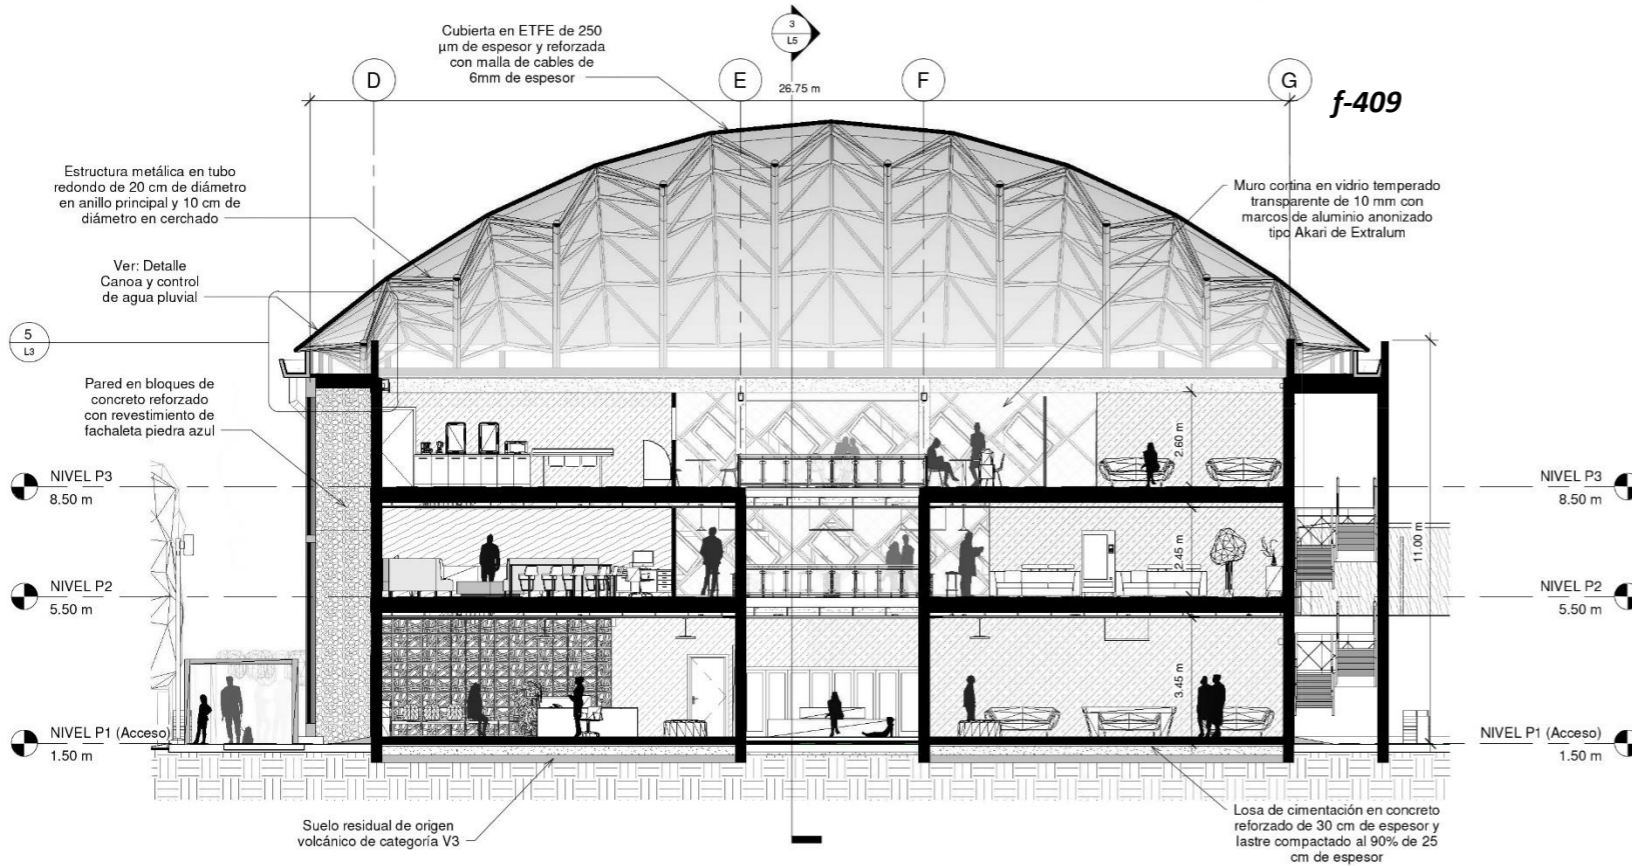 3
L5
Cubierta en ETFE de 250
µm de espesor y reforzada
con malla de cables de
6mm de espesor
D
E
F
G
26.75 m
f-409
Estructura metálica en tubo
redondo de 20 cm de diámetro
en anillo principal y 10 cm de
diámetro en cerchado
Muro cortina en vidrio temperado
transparente de 10 mm con
marcos de aluminio anonizado
tipo Akari de Extralum
Ver: Detalle
Canoa y control
de agua pluvial
5
L3
Pared en bloques de
concreto reforzado
con revestimiento de
fachaleta piedra azul
2.60 m
NIVEL P3
8.50 m
NIVEL P3
8.50 m
2.45 m
11.00 m
NIVEL P2
5.50 m
NIVEL P2
5.50 m
3.45 m
NIVEL P1 (Acceso)
1.50 m
NIVEL P1 (Acceso)
1.50 m
Suelo residual de origen
volcánico de categoría V3
Losa de cimentación en concreto
reforzado de 30 cm de espesor y
lastre compactado al 90% de 25
cm de espesor